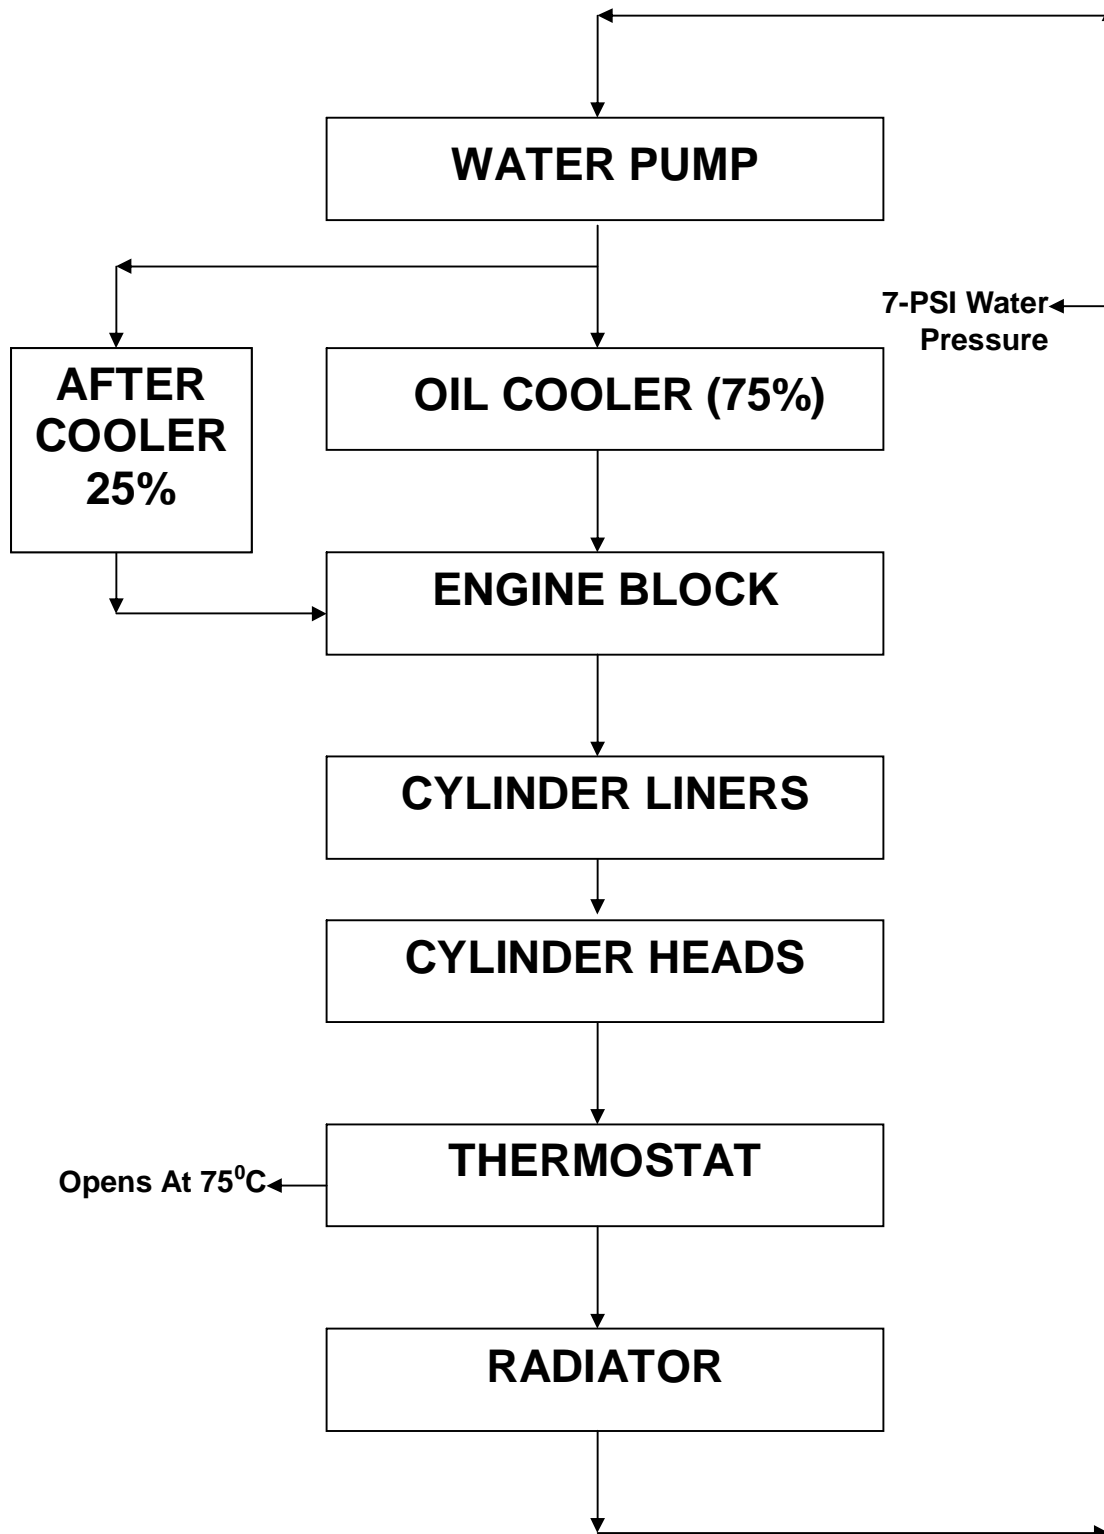 WATER PUMP
7-PSI Water
Pressure
AFTER
COOLER
25%
OIL COOLER (75%)
ENGINE BLOCK
CYLINDER LINERS
CYLINDER HEADS
THERMOSTAT
Opens At 75⁰C
RADIATOR